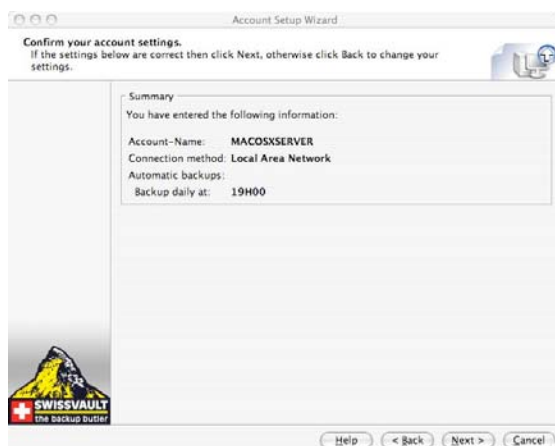 Account Setup Wizard
Confirm your account settings.
If the settings below are correct then click Next, otherwise click Back to change your
settings.
Summary
You have entered the following information:
Account-Name: MACOSXSERVER
Connection method: Local Area Network
Automatic backups:
Backup daily at: 19H00
SWISSVAULT
the backup butler
Help
< Back
Next >
Cancel